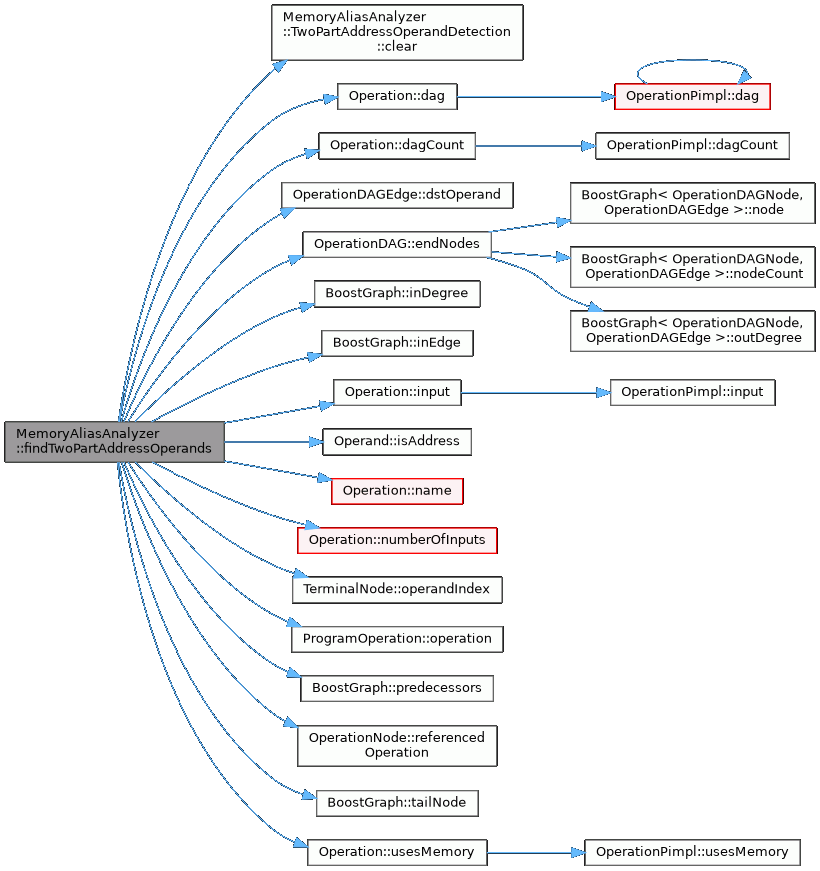 MemoryAliasAnalyzer
::TwoPartAddressOperandDetection
::clear
Operation::dag
OperationPimpl::dag
Operation::dagCount
OperationPimpl::dagCount
OperationDAGEdge::dstOperand
OperationDAG::endNodes
BoostGraph< OperationDAGNode,
OperationDAGEdge >::node
BoostGraph< OperationDAGNode,
OperationDAGEdge >::nodeCount
BoostGraph< OperationDAGNode,
OperationDAGEdge >::outDegree
BoostGraph::inDegree
BoostGraph::inEdge
Operation::input
OperationPimpl::input
MemoryAliasAnalyzer
::findTwoPartAddressOperands
Operand::isAddress
Operation::name
Operation::numberOfInputs
TerminalNode::operandIndex
ProgramOperation::operation
BoostGraph::predecessors
OperationNode::referenced
Operation
BoostGraph::tailNode
Operation::usesMemory
OperationPimpl::usesMemory